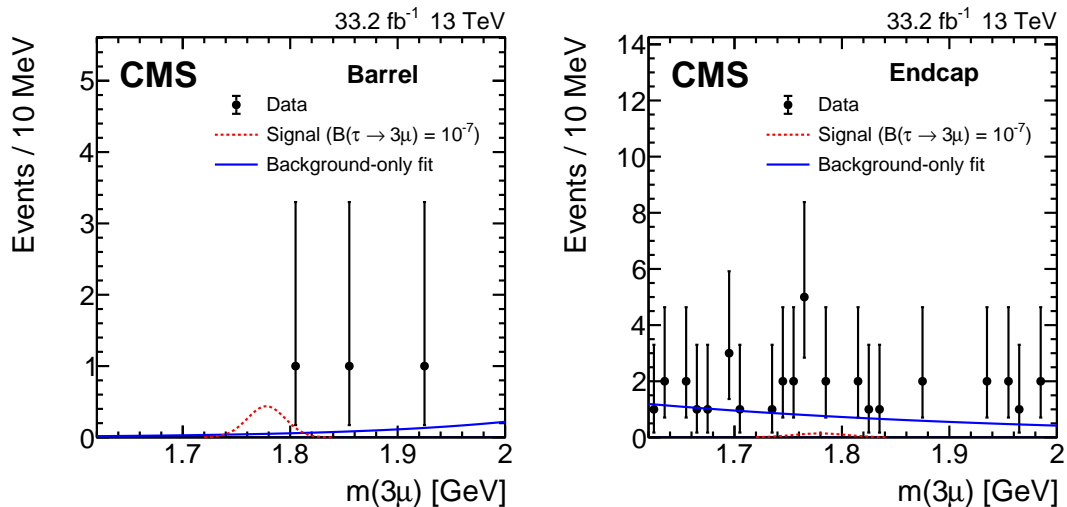 33.2 fb⁻¹ 13 TeV
CMS
Barrel
Data
Signal (B(τ → 3μ) = 10⁻⁷)
Background-only fit
Events / 10 MeV
5
4
3
2
1
0
1.7
1.8
1.9
2
m(3μ) [GeV]
33.2 fb⁻¹ 13 TeV
CMS
Endcap
Data
Signal (B(τ → 3μ) = 10⁻⁷)
Background-only fit
Events / 10 MeV
14
12
10
8
6
4
2
0
1.7
1.8
1.9
2
m(3μ) [GeV]